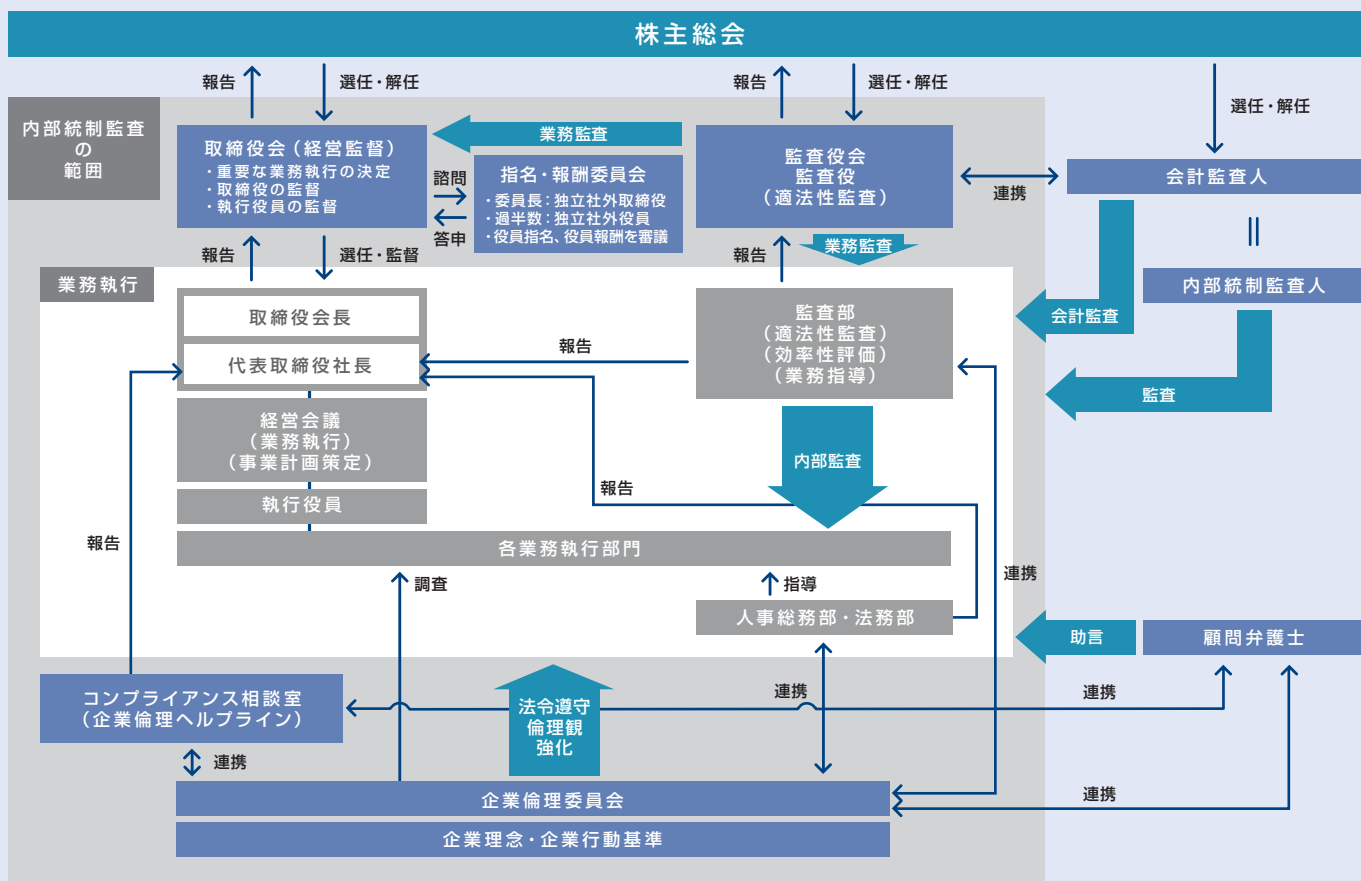 株主総会
報告
選任・解任
報告
選任・解任
選任・解任
内部統制監査
の
範囲
取締役会（経営監督）
・重要な業務執行の決定
・取締役の監督
・執行役員の監督
業務監査
諮問
答申
指名・報酬委員会
・委員長：独立社外取締役
・過半数：独立社外役員
・役員指名、役員報酬を審議
監査役会
監査役
（適法性監査）
連携
会計監査人
報告
選任・監督
報告
業務監査
業務執行
取締役会長
代表取締役社長
報告
監査部
（適法性監査）
（効率性評価）
（業務指導）
会計監査
内部統制監査人
監査
経営会議
（業務執行）
（事業計画策定）
執行役員
内部監査
報告
報告
各業務執行部門
調査
指導
連携
人事総務部・法務部
助言
顧問弁護士
コンプライアンス相談室
（企業倫理ヘルプライン）
法令遵守
倫理観
強化
連携
連携
連携
連携
企業倫理委員会
企業理念・企業行動基準